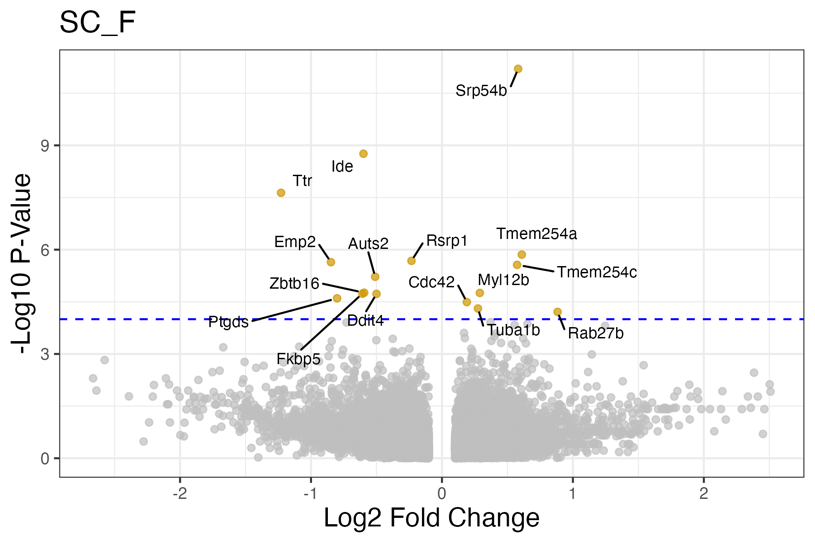 SC_F
Srp54b
9
Ide
Ttr
-Log10 P-Value
6
Emp2
Auts2
Rsrp1
Tmem254a
Zbtb16
Cdc42
Myl12b
Tmem254c
Ptgds
Ddit4
Tuba1b
Rab27b
Fkbp5
3
0
-2 -1 0 1 2
Log2 Fold Change